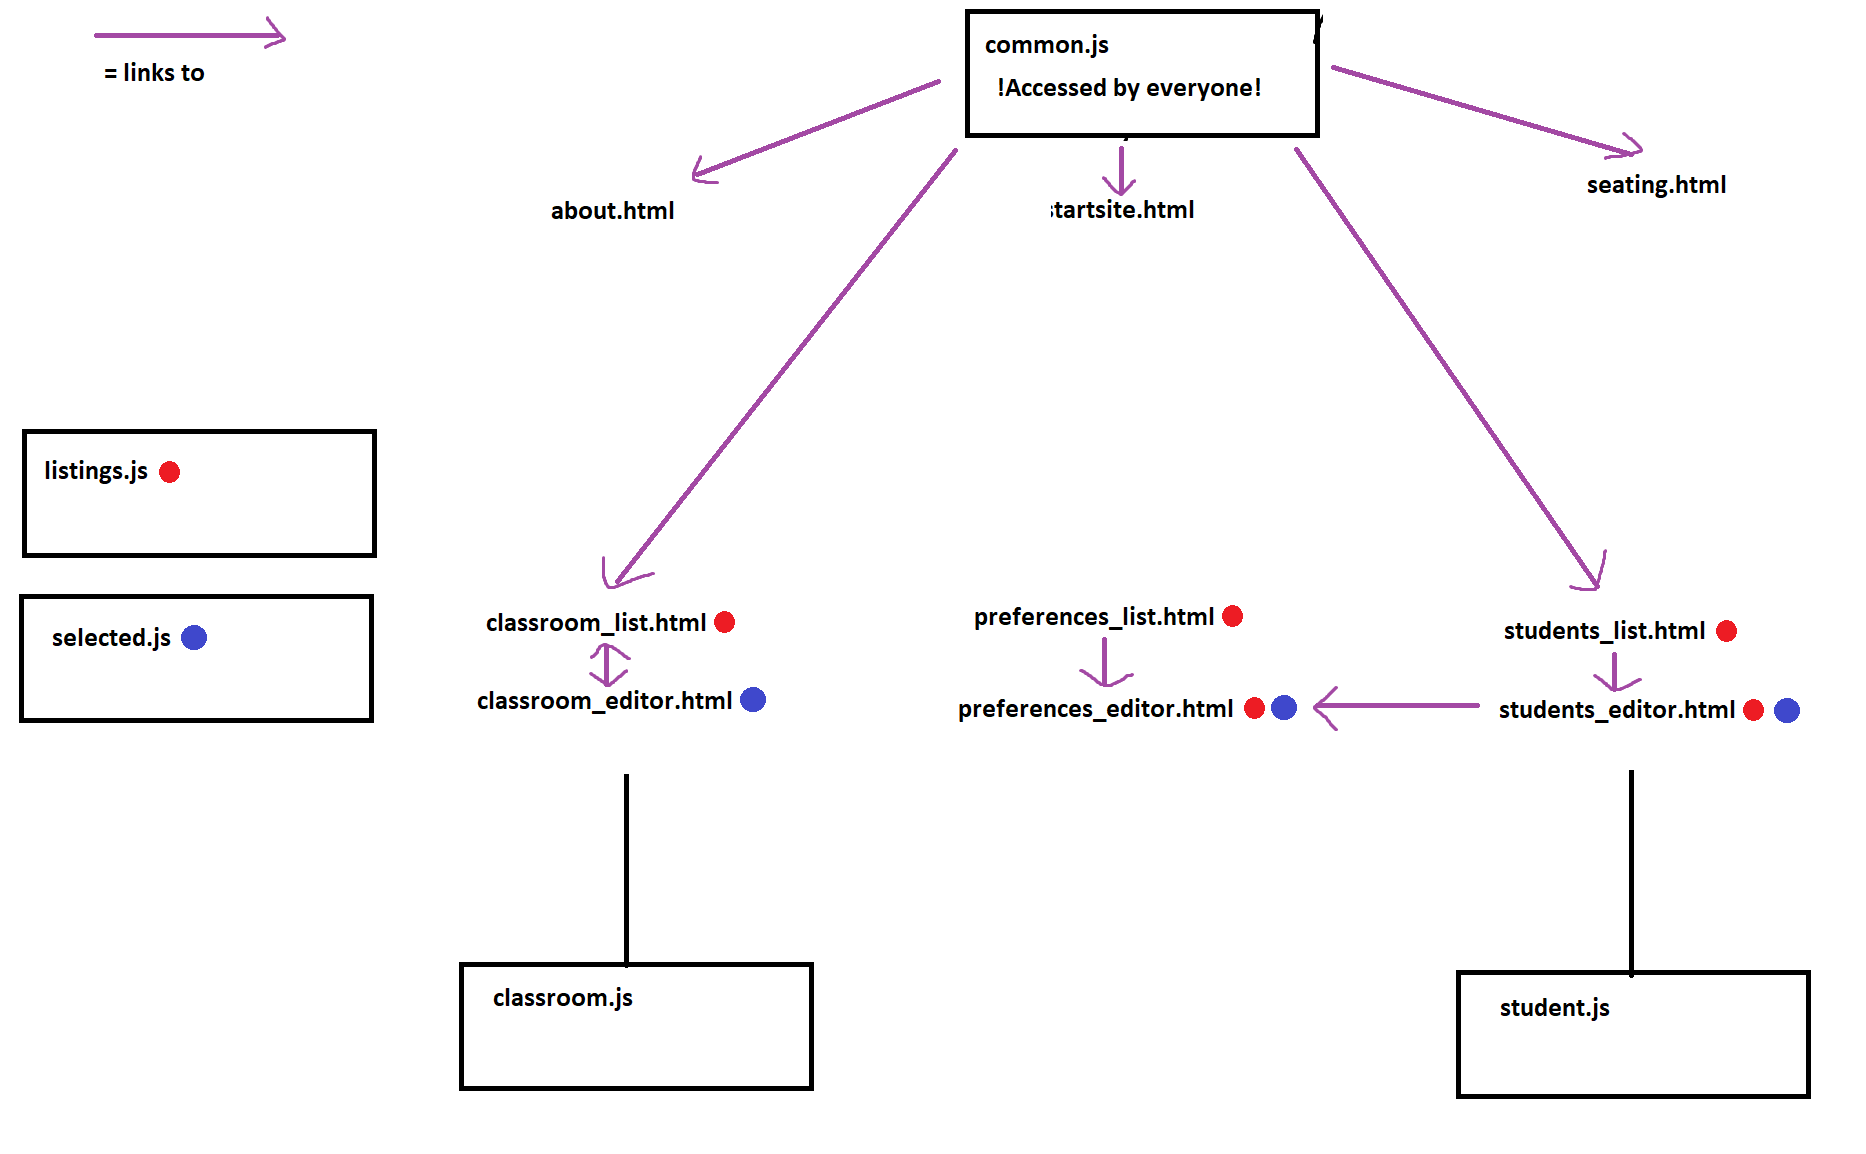 = links to
common.js
!Accessed by everyone!
about.html
startsite.html
seating.html
listings.js
selected.js
classroom_list.html
classroom_editor.html
preferences_list.html
preferences_editor.html
students_list.html
students_editor.html
classroom.js
student.js